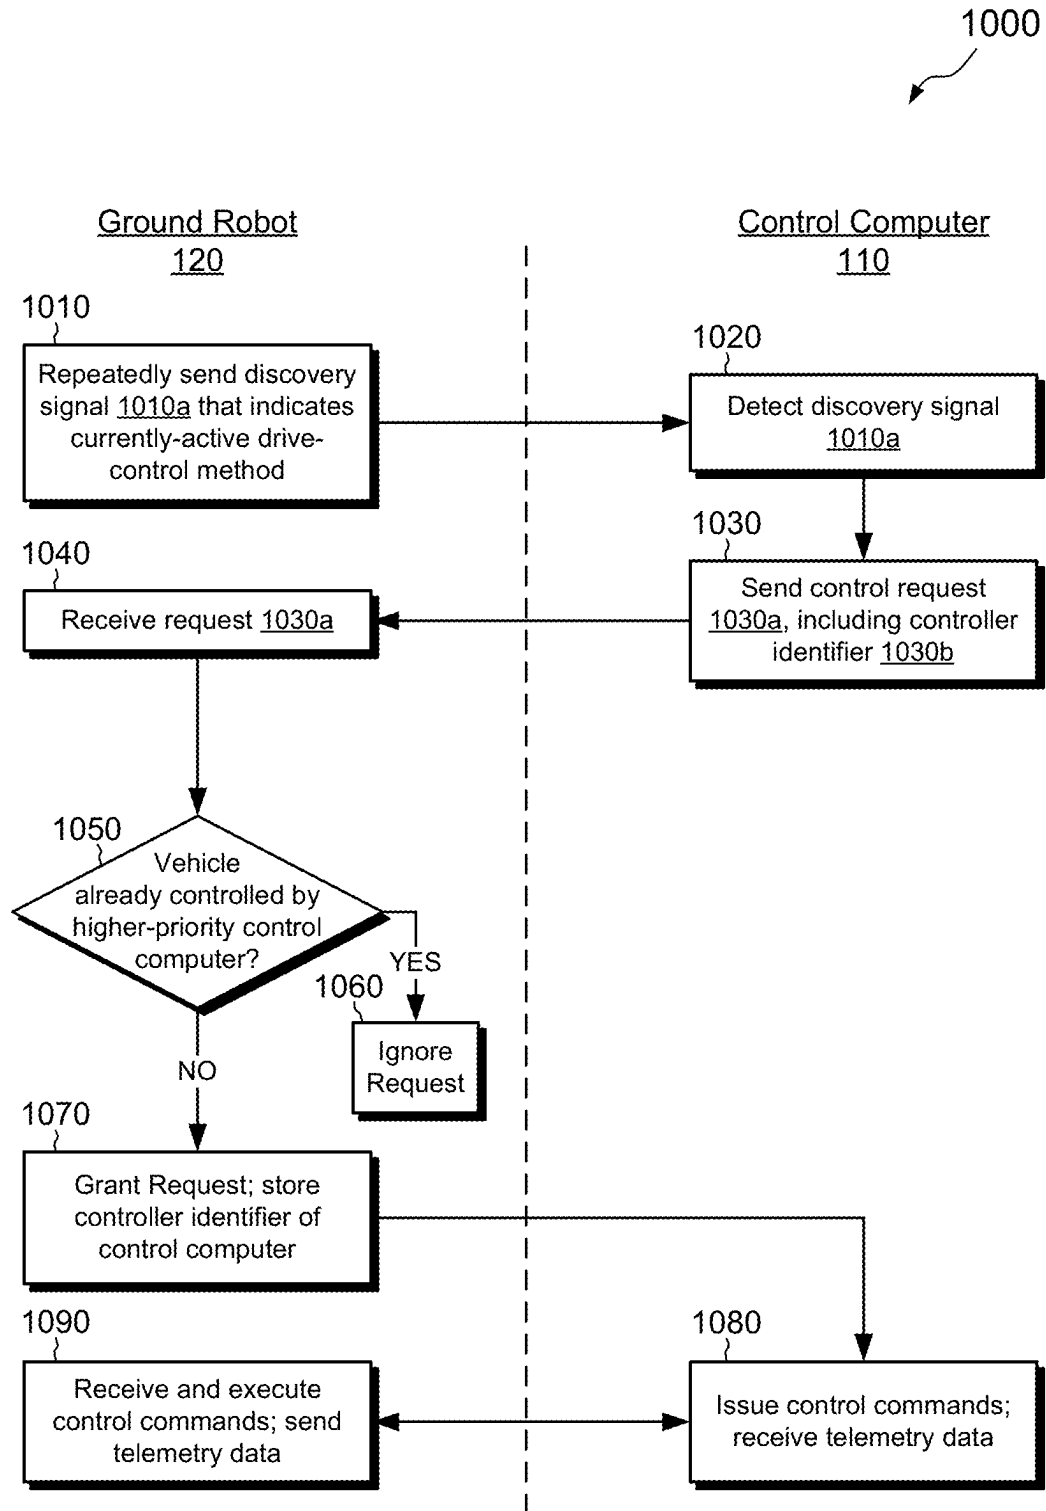 1000
Ground Robot
120
Control Computer
110
1010
Repeatedly send discovery
signal 1010a that indicates
currently-active drive-
control method
1020
Detect discovery signal
1010a
1030
Send control request
1030a, including controller
identifier 1030b
1040
Receive request 1030a
1050
Vehicle
already controlled by
higher-priority control
computer?
YES
1060
Ignore
Request
NO
1070
Grant Request; store
controller identifier of
control computer
1080
Issue control commands;
receive telemetry data
1090
Receive and execute
control commands; send
telemetry data